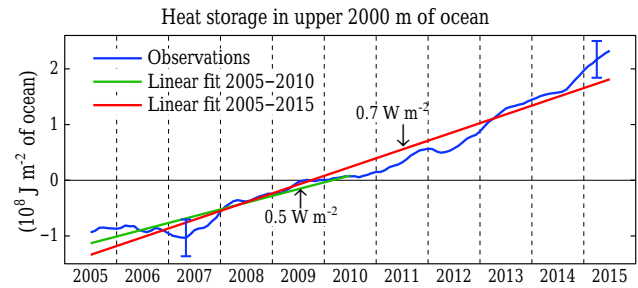 Heat storage in upper 2000 m of ocean
(10⁸ J m⁻² of ocean)
2
1
0
−1
Observations
Linear fit 2005−2010
Linear fit 2005−2015
0.7 W m⁻²
0.5 W m⁻²
2005 2006 2007 2008 2009 2010 2011 2012 2013 2014 2015